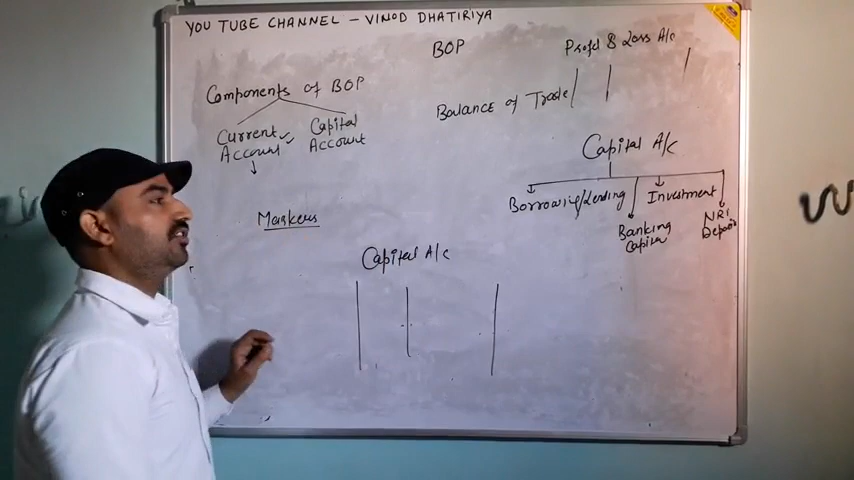 YOU TUBE CHANNEL - VINOD DHATIRIYA
BOP
Profit & Loss A/c
Components of BOP
Balance of Trade
Current
Account
Capital
Account
Capital A/c
Borrowing/Lending
Investment
Banking
Capital
NRI
Deposit
Markers
Capital A/c